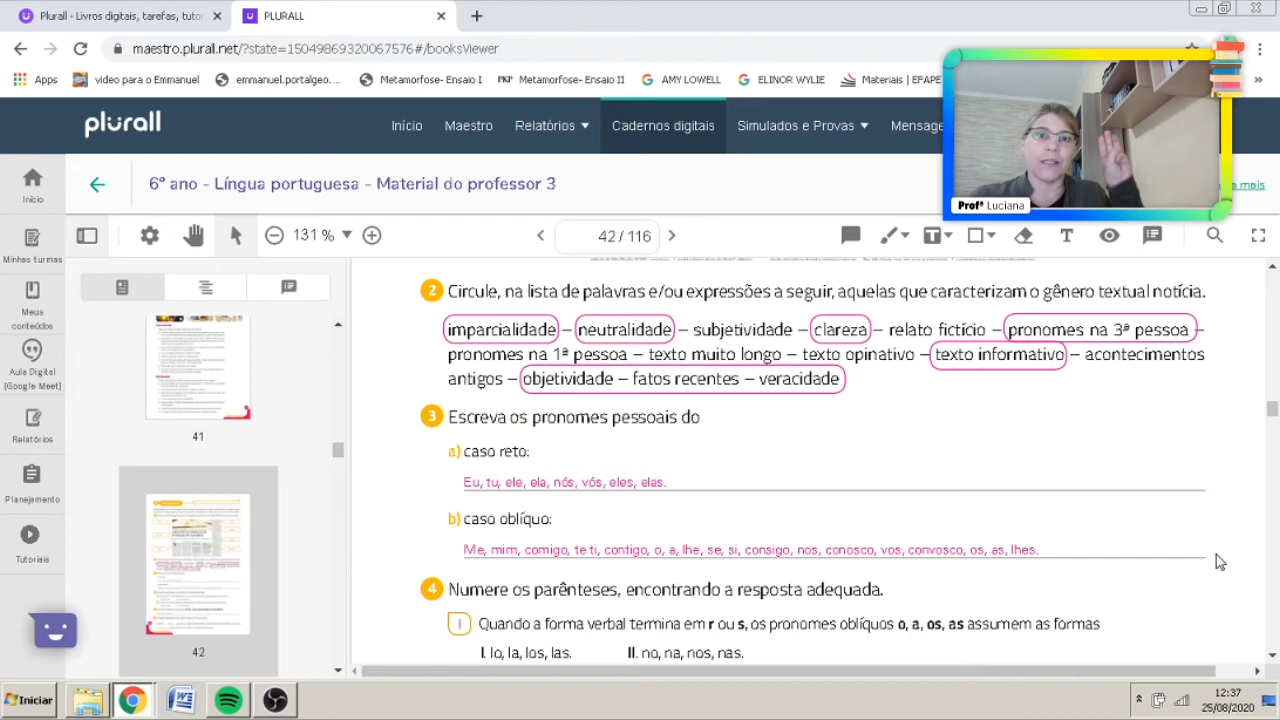 Plurall - Livros digitais, tarefas, tuto
PLURALL
maestro.plurall.net/?state=15049869320067576#/booksViewer
Apps
video para o Emmanuel
emmanuel.portalgeo....
Metamorfose- Ensaio I
Metamorfose- Ensaio II
AMY LOWELL
ELINOR WYLIE
Materiais | EFAPE
plurall
Início
Maestro
Relatórios
Cadernos digitais
Simulados e Provas
Mensage
Profª Luciana
Início
6º ano - Língua portuguesa - Material do professor 3
mais
Minhas turmas
131 %
42 / 116
Meus
conteúdos
Aula Digital
(Google Meet)
Relatórios
Planejamento
Tutoriais
41
42
2 Circule, na lista de palavras e/ou expressões a seguir, aquelas que caracterizam o gênero textual notícia.
imparcialidade – neutralidade – subjetividade – clareza – relato fictício – pronomes na 3ª pessoa –
pronomes na 1ª pessoa – texto muito longo – texto opinativo – texto informativo – acontecimentos
antigos – objetividade – fatos recentes – veracidade
3 Escreva os pronomes pessoais do
a) caso reto:
Eu, tu, ele, ela, nós, vós, eles, elas.
b) caso oblíquo:
Me, mim, comigo, te ti, contigo, o, a, lhe, se, si, consigo, nos, conosco, vos, convosco, os, as, lhes.
4 Numere os parênteses, encontrando a resposta adequada.
I Quando a forma verbal termina em r ou s, os pronomes oblíquos o, a, os, as assumem as formas
I. lo, la, los, las. II. no, na, nos, nas.
Iniciar
12:37
25/08/2020